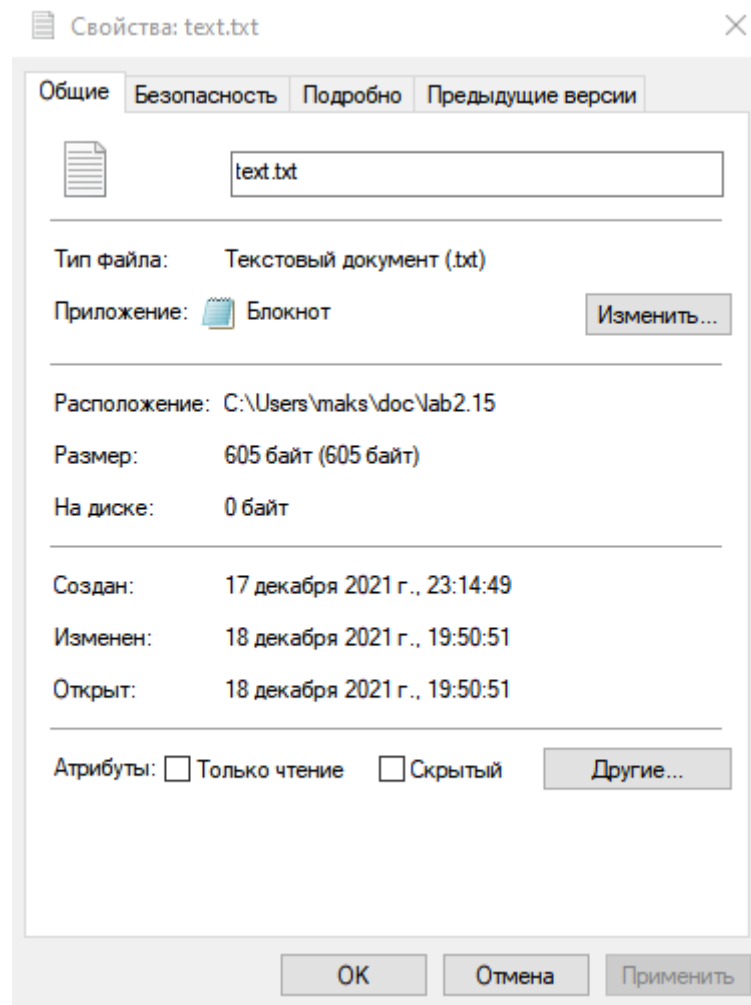 Свойства: text.txt
Общие Безопасность Подробно Предыдущие версии
text.txt
Тип файла: Текстовый документ (.txt)
Приложение: Блокнот Изменить...
Расположение: C:\Users\maks\doc\lab2.15
Размер: 605 байт (605 байт)
На диске: 0 байт
Создан: 17 декабря 2021 г., 23:14:49
Изменен: 18 декабря 2021 г., 19:50:51
Открыт: 18 декабря 2021 г., 19:50:51
Атрибуты: Только чтение Скрытый Другие...
ОК Отмена Применить